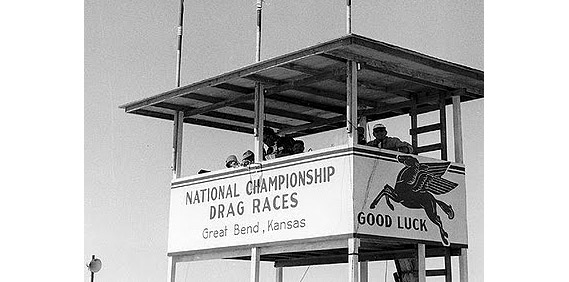 NATIONAL CHAMPIONSHIP
DRAG RACES
Great Bend, Kansas
GOOD LUCK